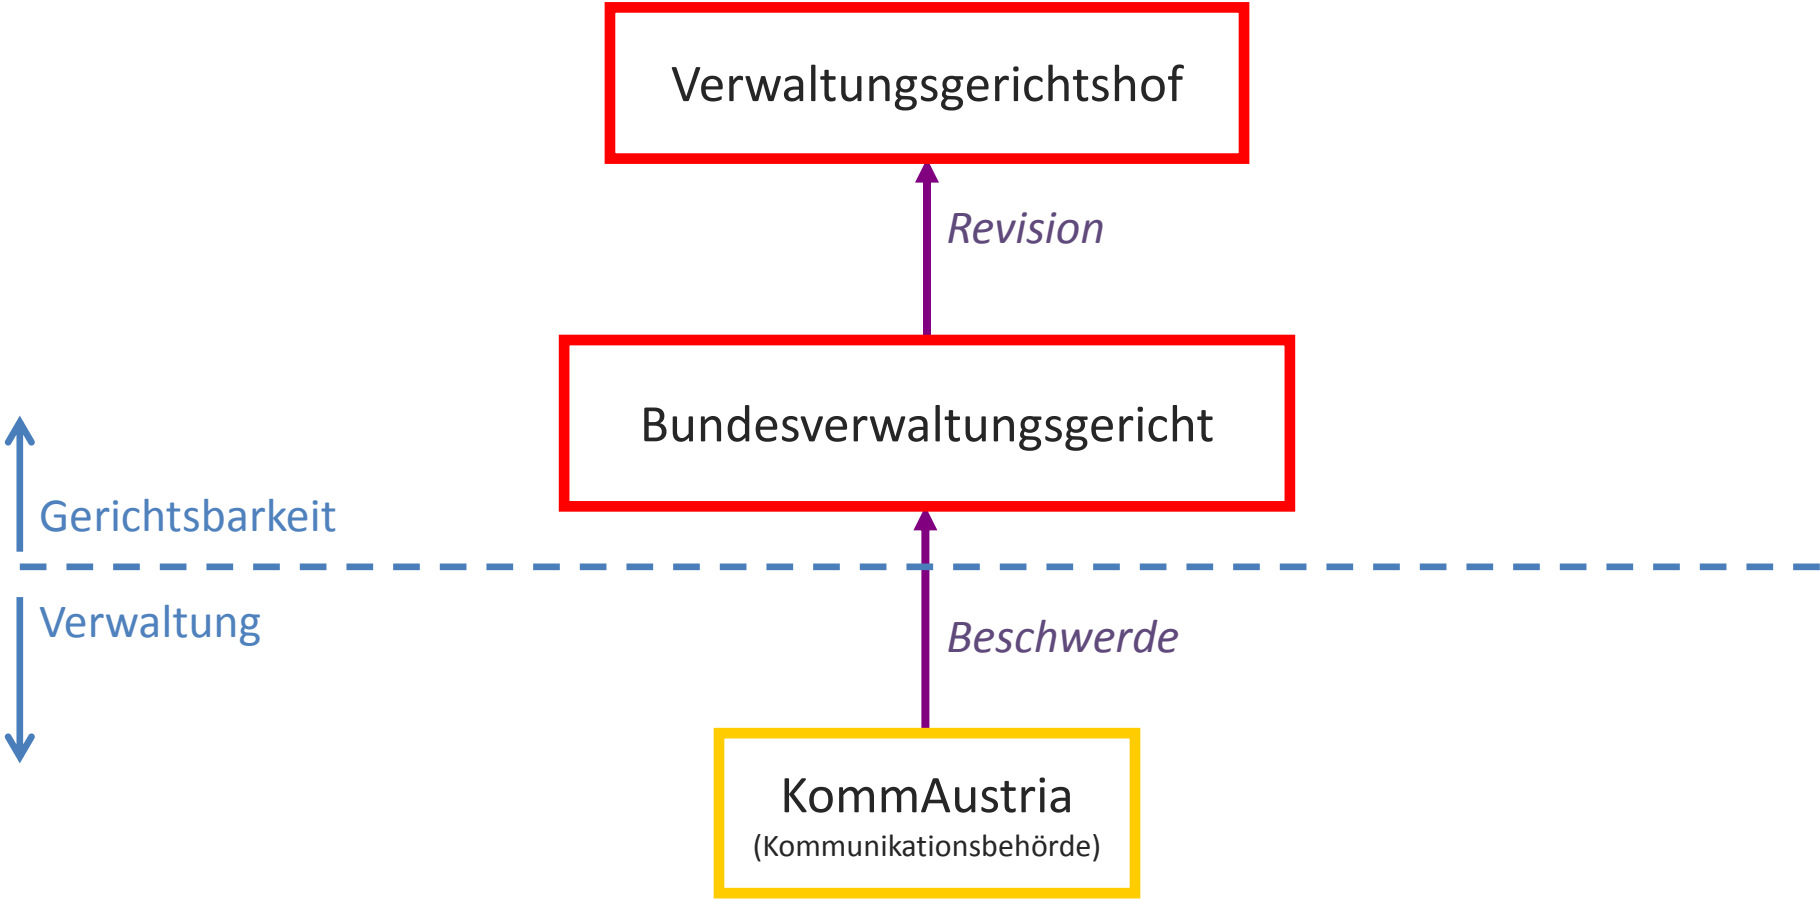 Verwaltungsgerichtshof
Revision
Bundesverwaltungsgericht
Gerichtsbarkeit
Verwaltung
Beschwerde
KommAustria
(Kommunikationsbehörde)